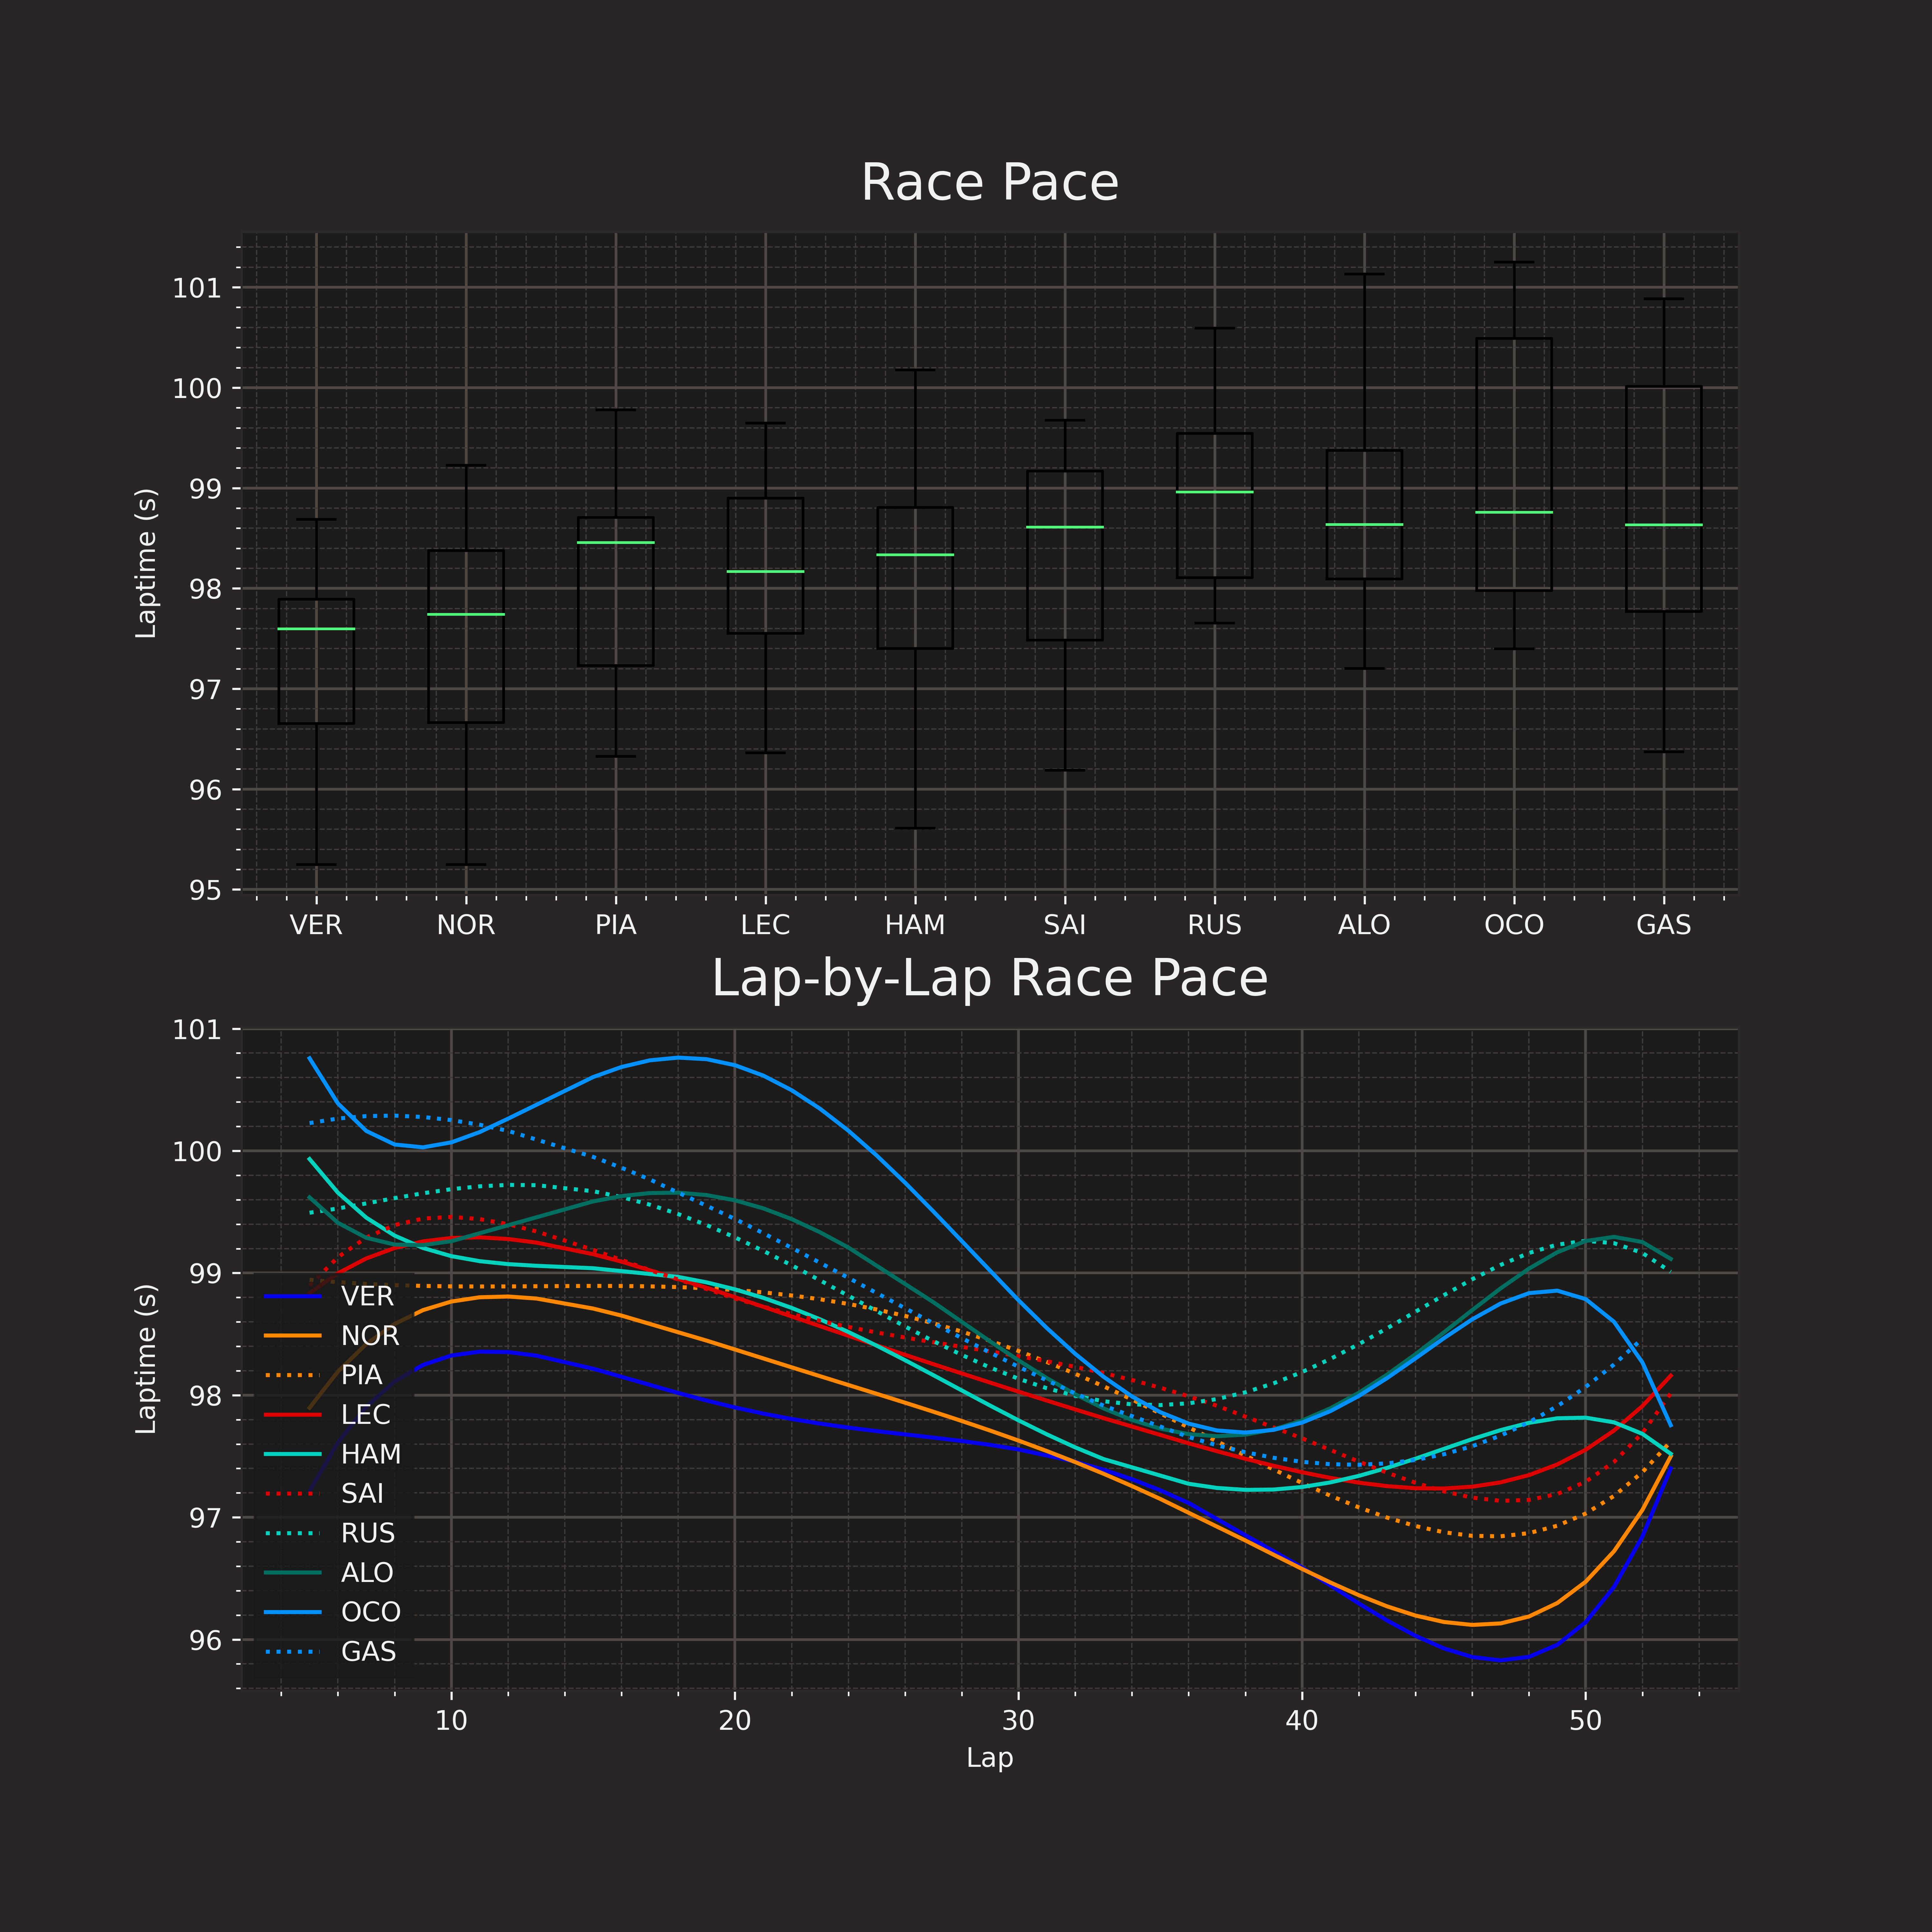 Race Pace
Laptime (s)
101
100
99
98
97
96
95
VER NOR PIA LEC HAM SAI RUS ALO OCO GAS
Lap-by-Lap Race Pace
Laptime (s)
101
100
99
98
97
96
VER
NOR
PIA
LEC
HAM
SAI
RUS
ALO
OCO
GAS
10 20 30 40 50
Lap